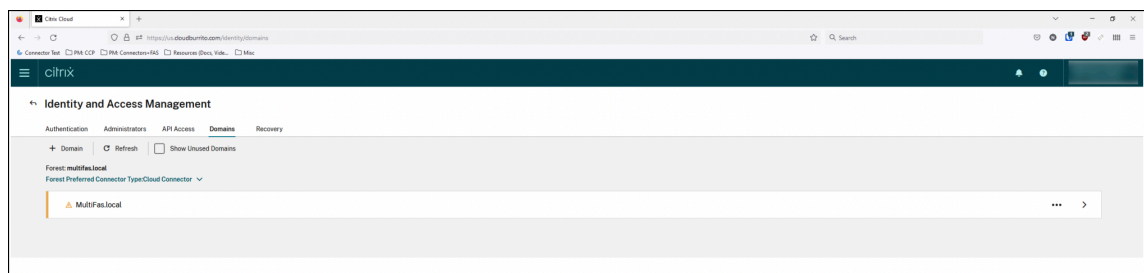 Citrix Cloud
https://us.cloudburrito.com/identity/domains
Search
Connector Test PM: CCP PM: Connectors+FAS Resources (Docs, Vide... Misc
citrix
Identity and Access Management
Authentication Administrators API Access Domains Recovery
+ Domain Refresh Show Unused Domains
Forest: multifas.local
Forest Preferred Connector Type:Cloud Connector
MultiFas.local